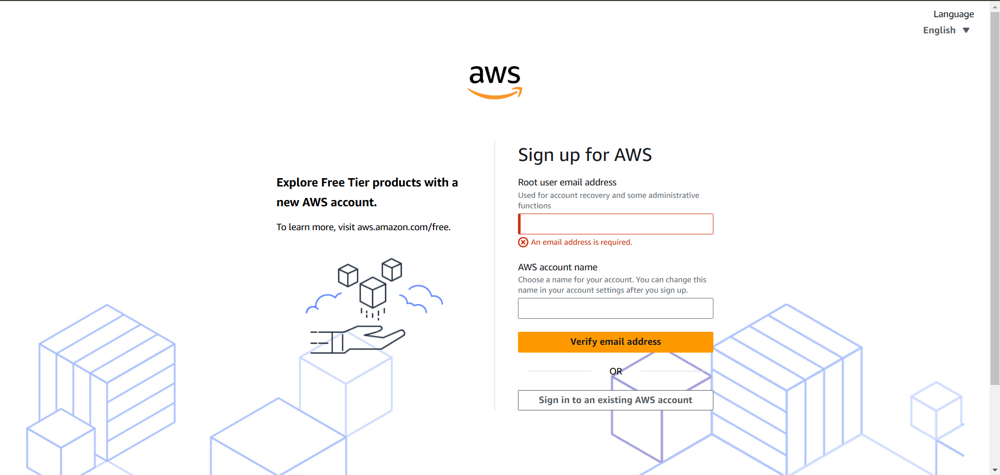 Language
English
aws
Explore Free Tier products with a
new AWS account.
To learn more, visit aws.amazon.com/free.
Sign up for AWS
Root user email address
Used for account recovery and some administrative
functions
An email address is required.
AWS account name
Choose a name for your account. You can change this
name in your account settings after you sign up.
Verify email address
OR
Sign in to an existing AWS account